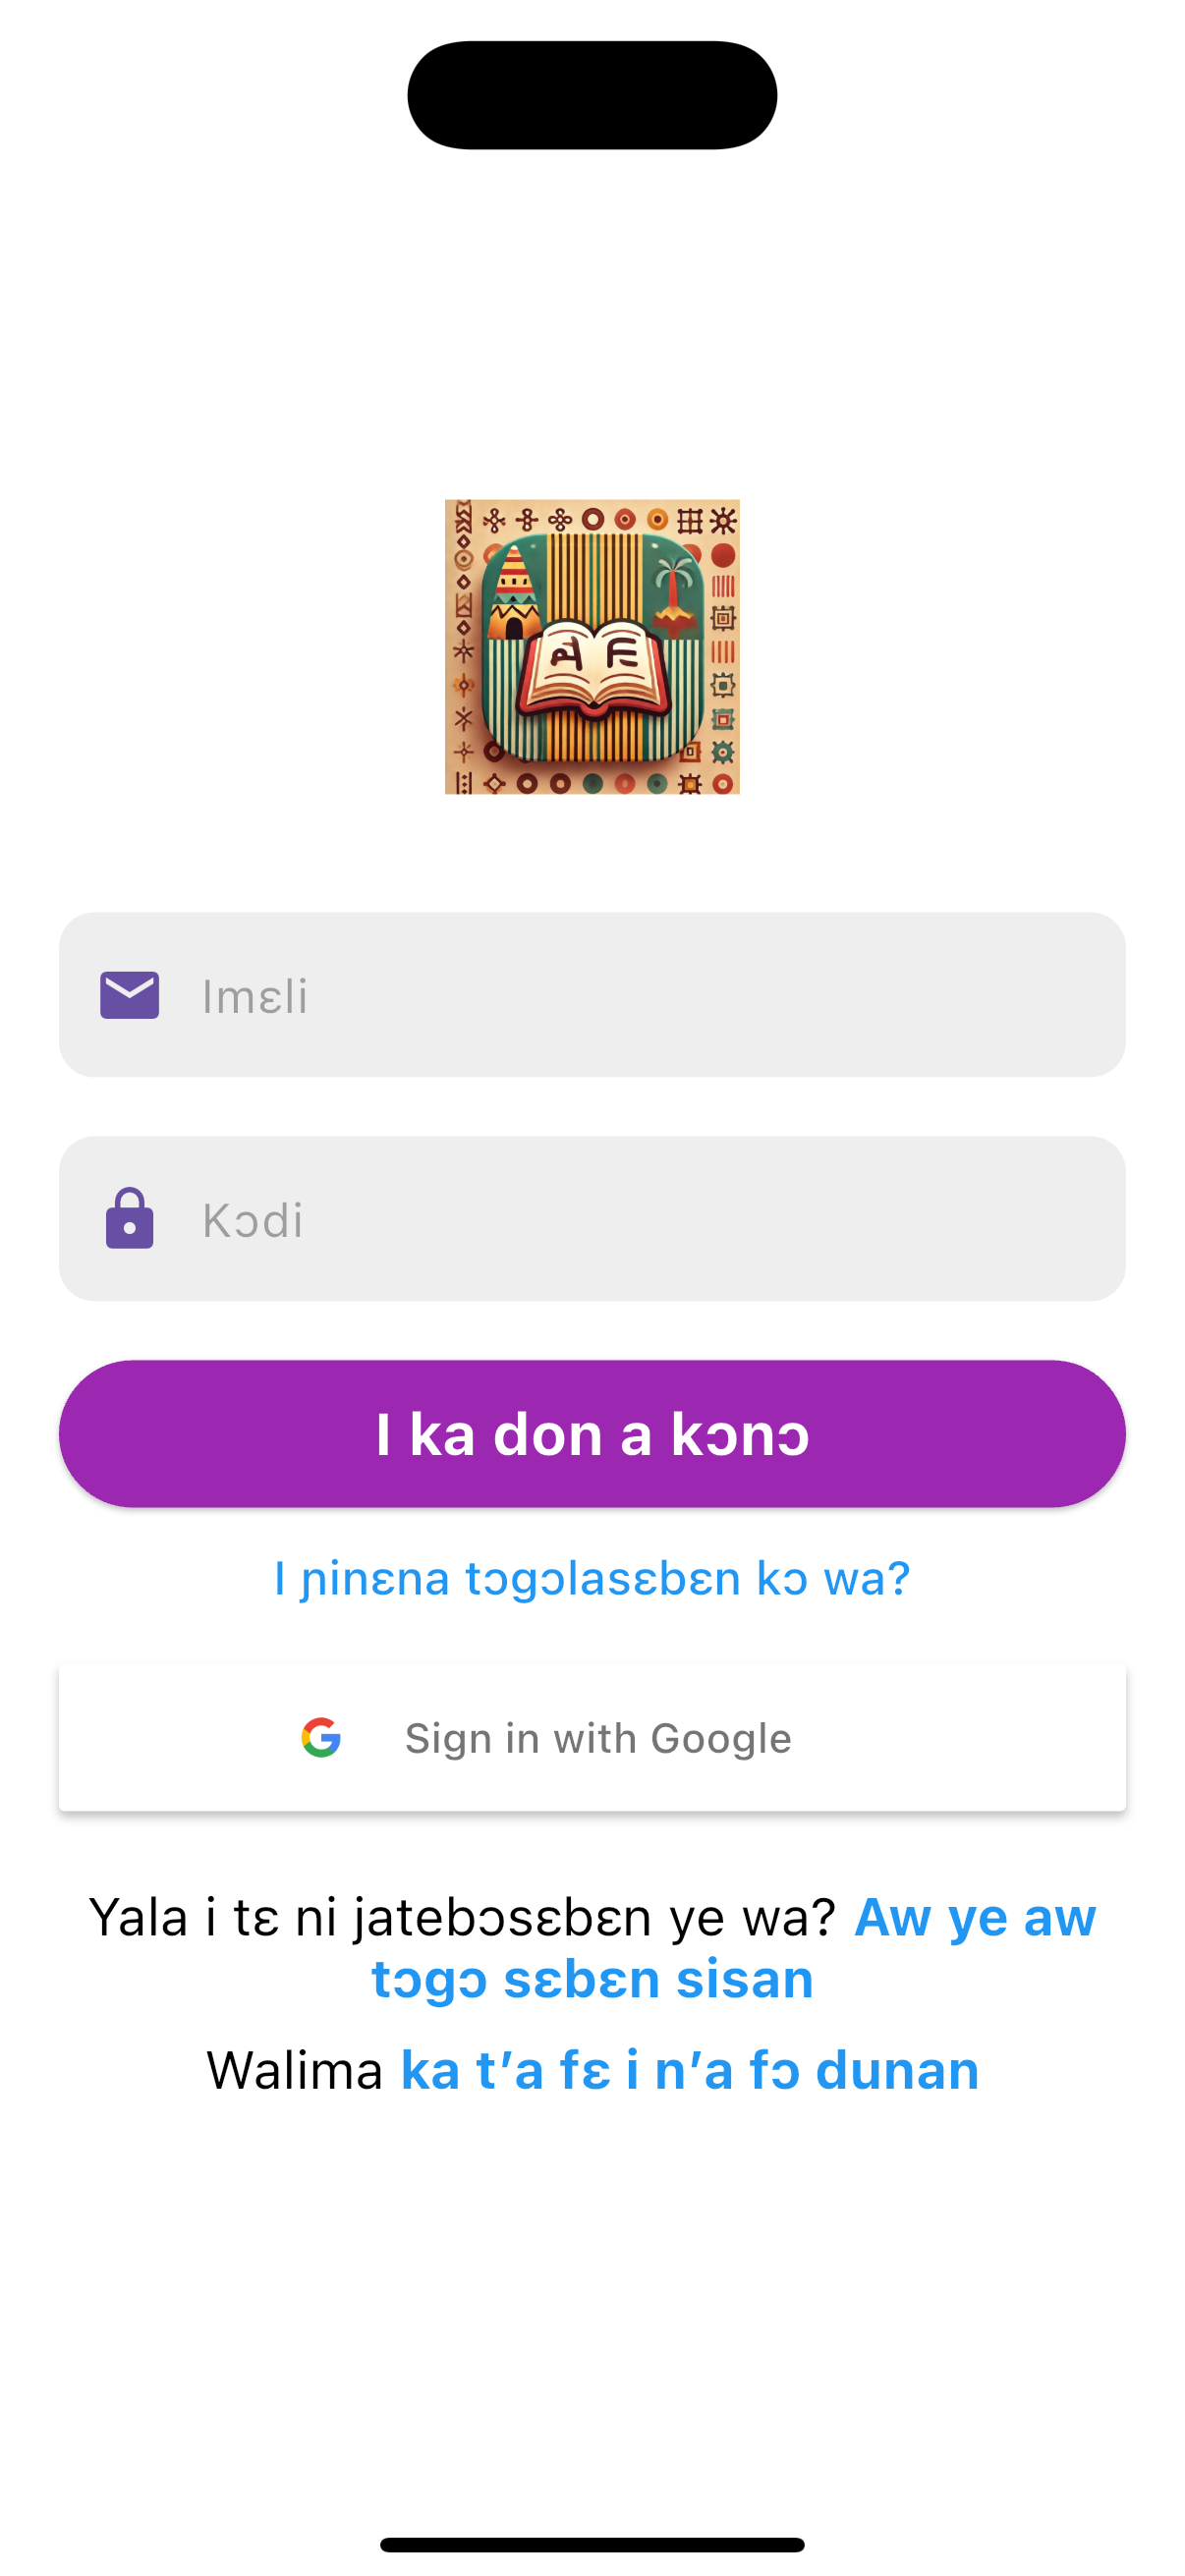 Imɛli
Kɔdi
I ka don a kɔnɔ
I ɲinɛna tɔgɔlasɛbɛn kɔ wa?
Sign in with Google
Yala i tɛ ni jatebɔsɛbɛn ye wa? Aw ye aw
tɔgɔ sɛbɛn sisan
Walima ka t’a fɛ i n’a fɔ dunan